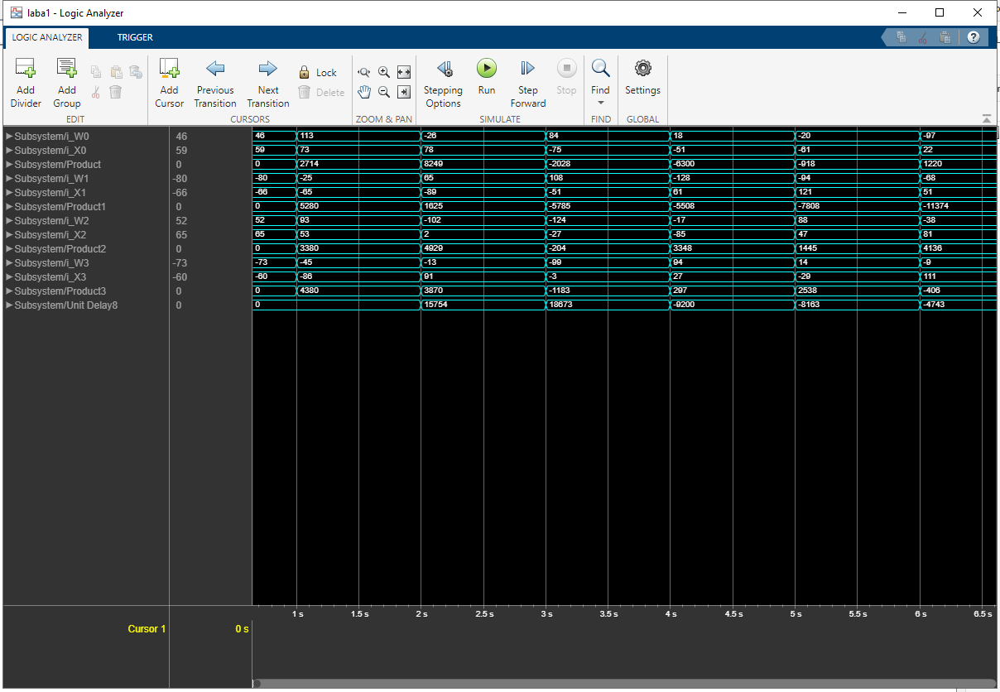 laba1 - Logic Analyzer
LOGIC ANALYZER TRIGGER
Add Divider
Add Group
EDIT
Add Cursor
Previous Transition
Next Transition
Lock
Delete
CURSORS
ZOOM & PAN
Stepping Options
Run
Step Forward
Stop
SIMULATE
Find
FIND
Settings
GLOBAL
Subsystem/i_W0 46 46 113 -26 84 18 -20 -97
Subsystem/i_X0 59 59 73 78 -75 -51 -61 22
Subsystem/Product 0 0 2714 8249 -2028 -6300 -918 1220
Subsystem/i_W1 -80 -80 -25 65 108 -128 -94 -68
Subsystem/i_X1 -66 -66 -65 -89 -51 61 121 51
Subsystem/Product1 0 0 5280 1625 -5785 -5508 -7808 -11374
Subsystem/i_W2 52 52 93 -102 -124 -17 88 -38
Subsystem/i_X2 65 65 53 2 -27 -85 47 81
Subsystem/Product2 0 0 3380 4929 -204 3348 1445 4136
Subsystem/i_W3 -73 -73 -45 -13 -99 94 14 -9
Subsystem/i_X3 -60 -60 -86 91 -3 27 -29 111
Subsystem/Product3 0 0 4380 3870 -1183 297 2538 -406
Subsystem/Unit Delay8 0 0 15754 18673 -9200 -8163 -4743
1 s 1.5 s 2 s 2.5 s 3 s 3.5 s 4 s 4.5 s 5 s 5.5 s 6 s 6.5 s
Cursor 1 0 s